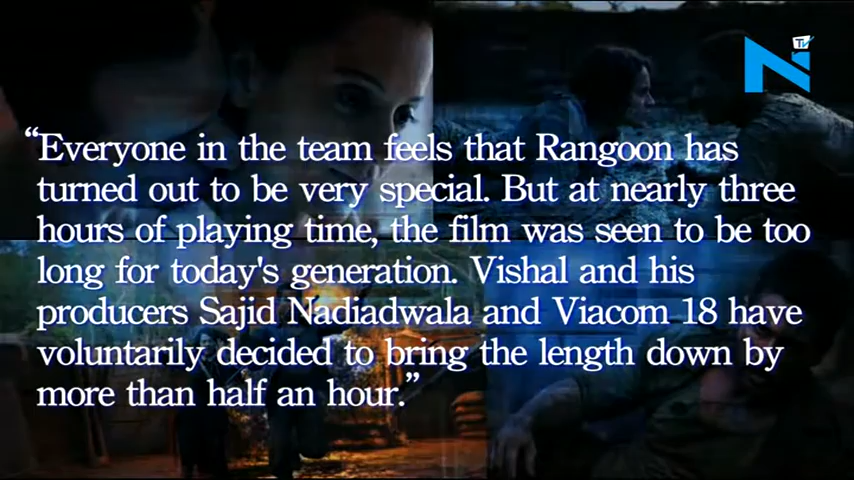 TV
“Everyone in the team feels that Rangoon has
turned out to be very special. But at nearly three
hours of playing time, the film was seen to be too
long for today's generation. Vishal and his
producers Sajid Nadiadwala and Viacom 18 have
voluntarily decided to bring the length down by
more than half an hour.”